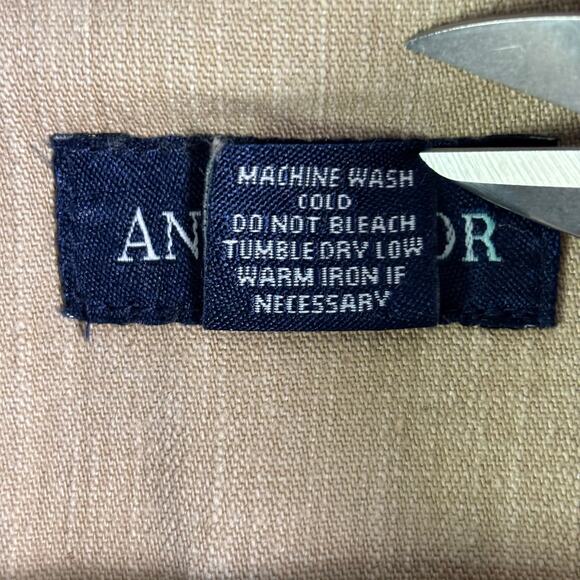 MACHINE WASH
COLD
DO NOT BLEACH
TUMBLE DRY LOW
WARM IRON IF
NECESSARY